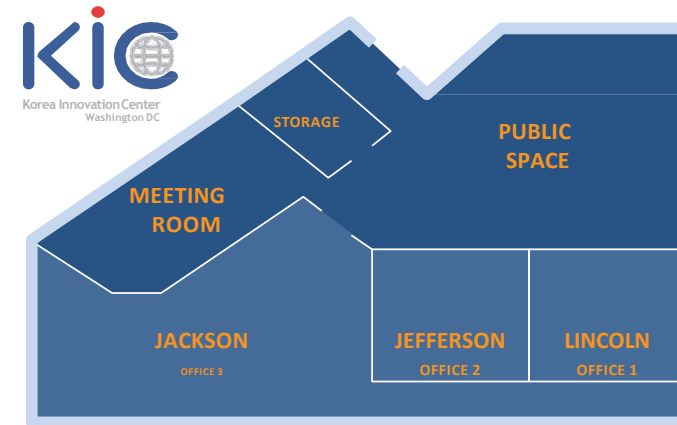 KIC
Korea Innovation Center
Washington DC
STORAGE
PUBLIC
SPACE
MEETING
ROOM
JACKSON
OFFICE 3
JEFFERSON
OFFICE 2
LINCOLN
OFFICE 1